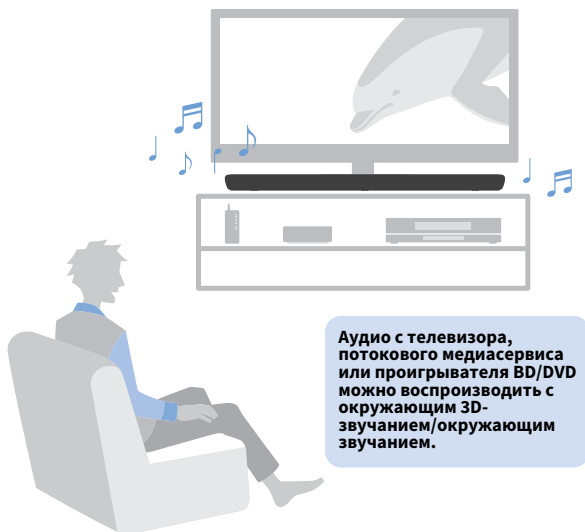 Аудио с телевизора,
потокового медиасервиса
или проигрывателя BD/DVD
можно воспроизводить с
окружающим 3D-
звучанием/окружающим
звучанием.